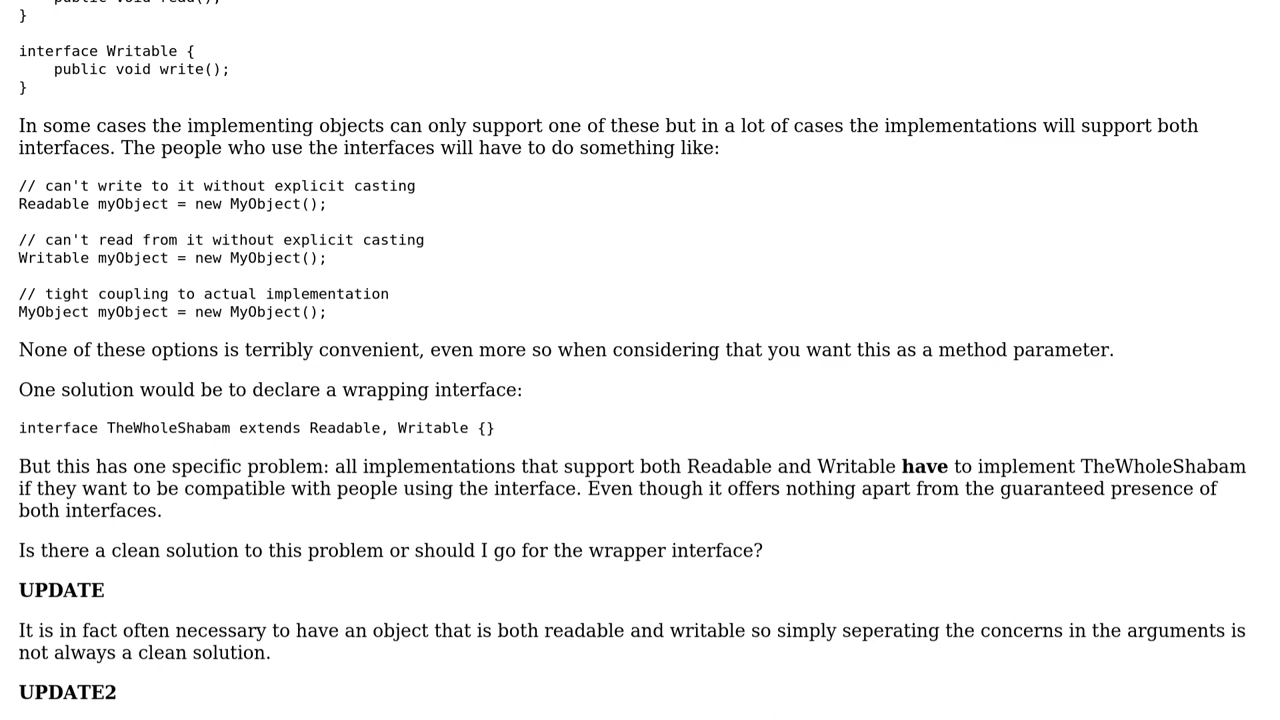 public void read();
}
interface Writable {
    public void write();
}
In some cases the implementing objects can only support one of these but in a lot of cases the implementations will support both
interfaces. The people who use the interfaces will have to do something like:
// can't write to it without explicit casting
Readable myObject = new MyObject();
// can't read from it without explicit casting
Writable myObject = new MyObject();
// tight coupling to actual implementation
MyObject myObject = new MyObject();
None of these options is terribly convenient, even more so when considering that you want this as a method parameter.
One solution would be to declare a wrapping interface:
interface TheWholeShabam extends Readable, Writable {}
But this has one specific problem: all implementations that support both Readable and Writable have to implement TheWholeShabam
if they want to be compatible with people using the interface. Even though it offers nothing apart from the guaranteed presence of
both interfaces.
Is there a clean solution to this problem or should I go for the wrapper interface?
UPDATE
It is in fact often necessary to have an object that is both readable and writable so simply seperating the concerns in the arguments is
not always a clean solution.
UPDATE2